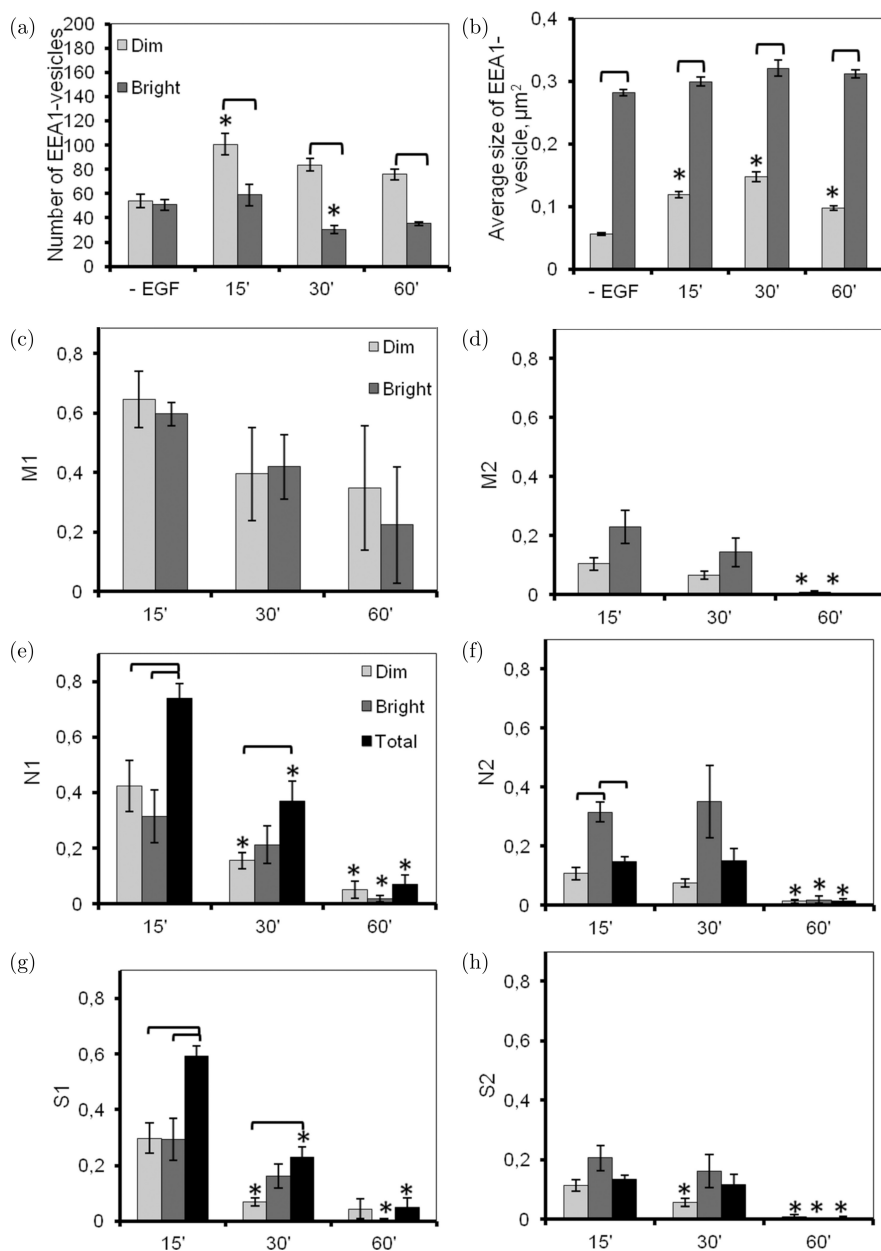 (a)
Number of EEA1-vesicles
200
180
160
140
120
100
80
60
40
20
0
Dim
Bright
*
*
- EGF 15' 30' 60'
(b)
Average size of EEA1-
vesicle, µm²
0,4
0,3
0,2
0,1
0
*
*
*
- EGF 15' 30' 60'
(c)
M1
0,8
0,6
0,4
0,2
0
Dim
Bright
15' 30' 60'
(d)
M2
0,8
0,6
0,4
0,2
0
* *
15' 30' 60'
(e)
N1
0,8
0,6
0,4
0,2
0
Dim
Bright
Total
* *
* * *
15' 30' 60'
(f)
N2
0,8
0,6
0,4
0,2
0
* * *
15' 30' 60'
(g)
S1
0,8
0,6
0,4
0,2
0
* *
* *
15' 30' 60'
(h)
S2
0,8
0,6
0,4
0,2
0
*
* * *
15' 30' 60'